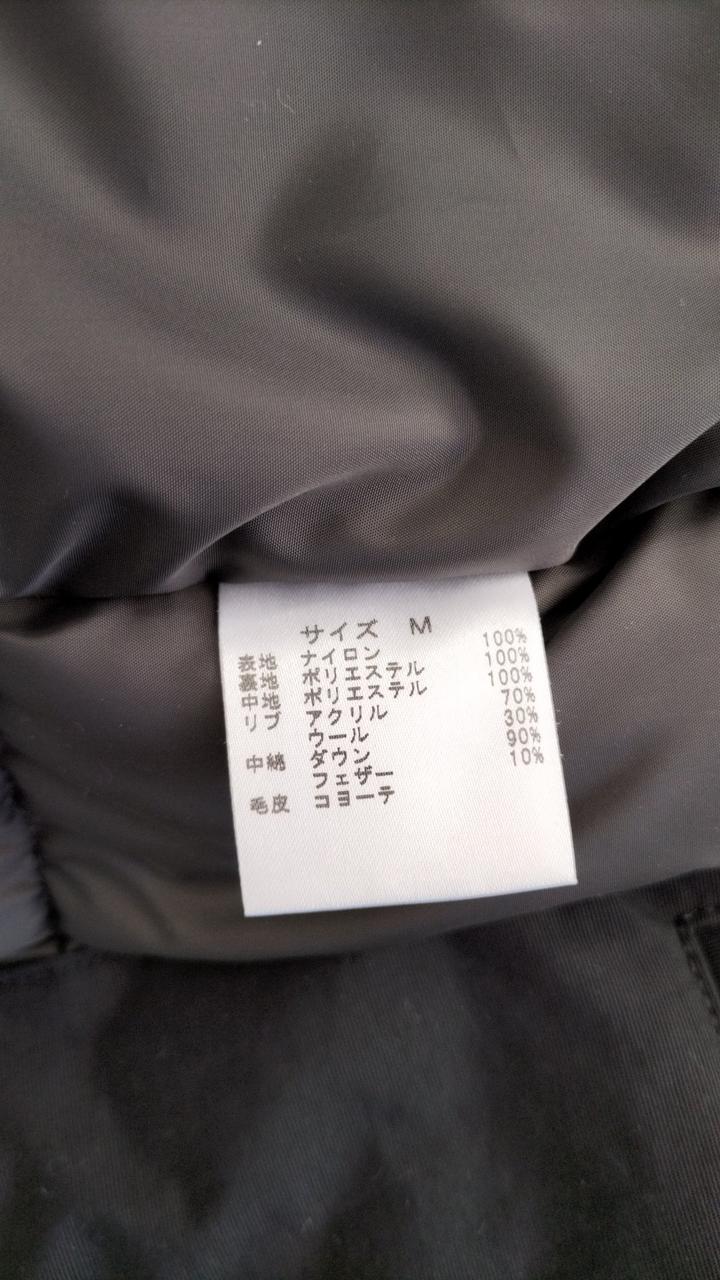 サイズ M
表地 ナイロン 100%
裏地 ポリエステル 100%
中地 ポリエステル 100%
リブ アクリル 70%
ウール 30%
中綿 ダウン 90%
フェザー 10%
毛皮 コヨーテ